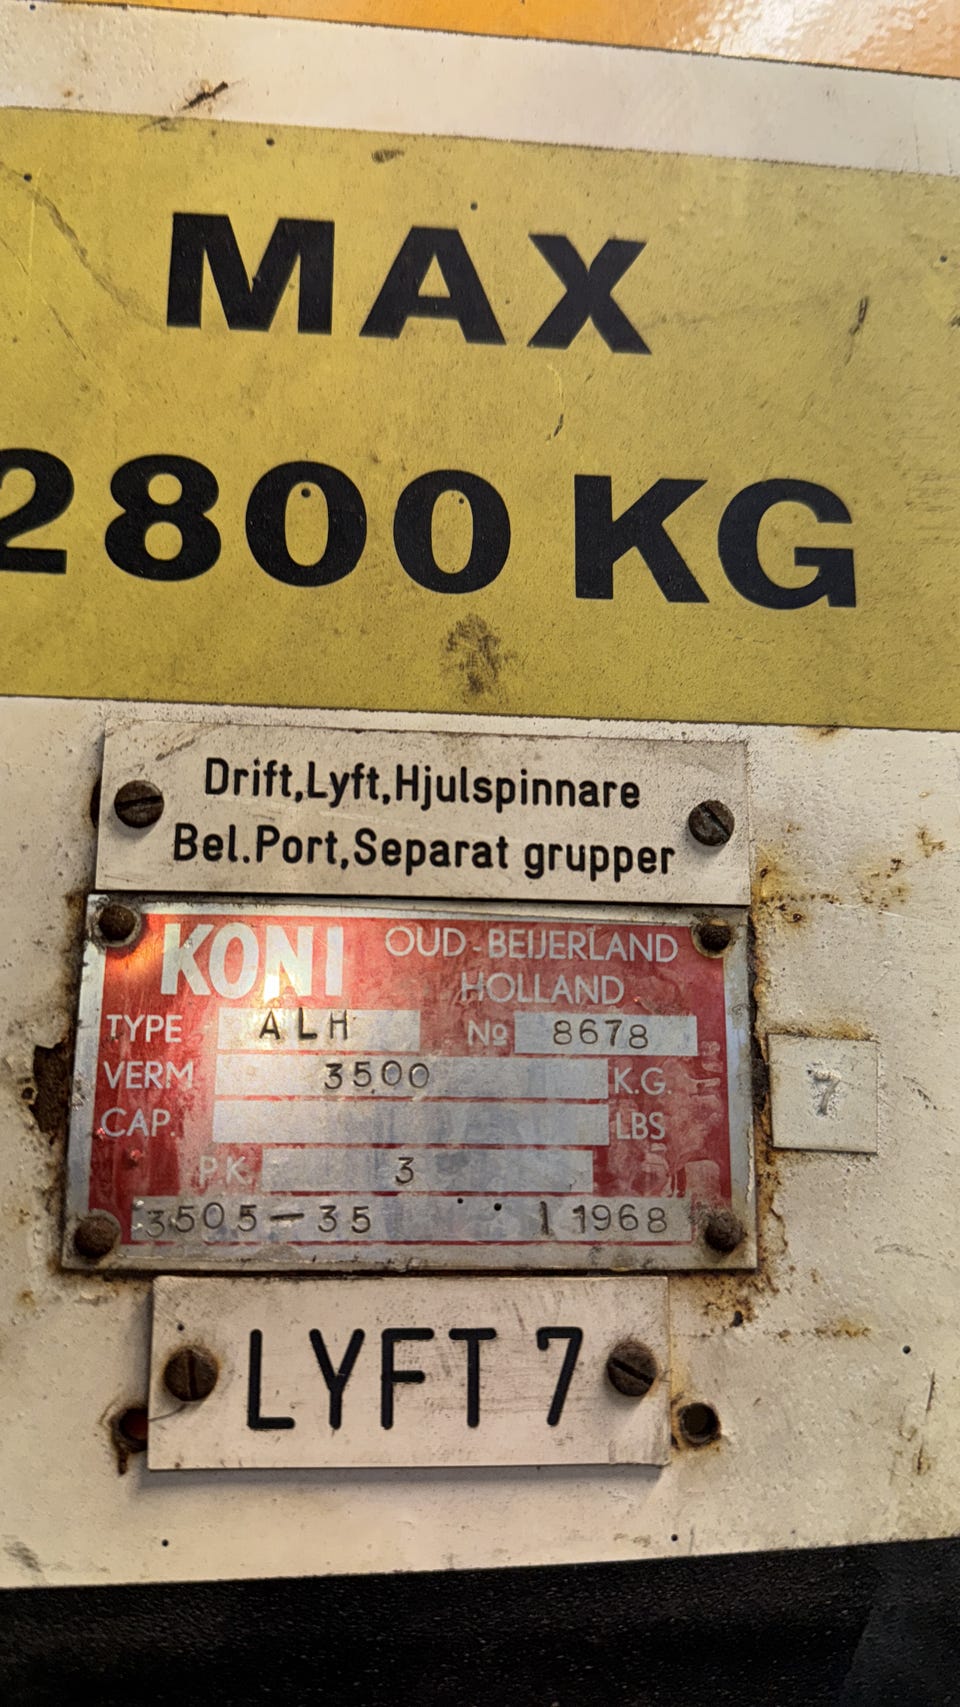 MAX
2800 KG
Drift,Lyft,Hjulspinnare
Bel.Port,Separat grupper
KONI OUD-BEIJERLAND
HOLLAND
TYPE ALH No 8678
VERM 3500 K.G.
CAP. LBS
PK 3
3505-35 1 1968
7
LYFT 7